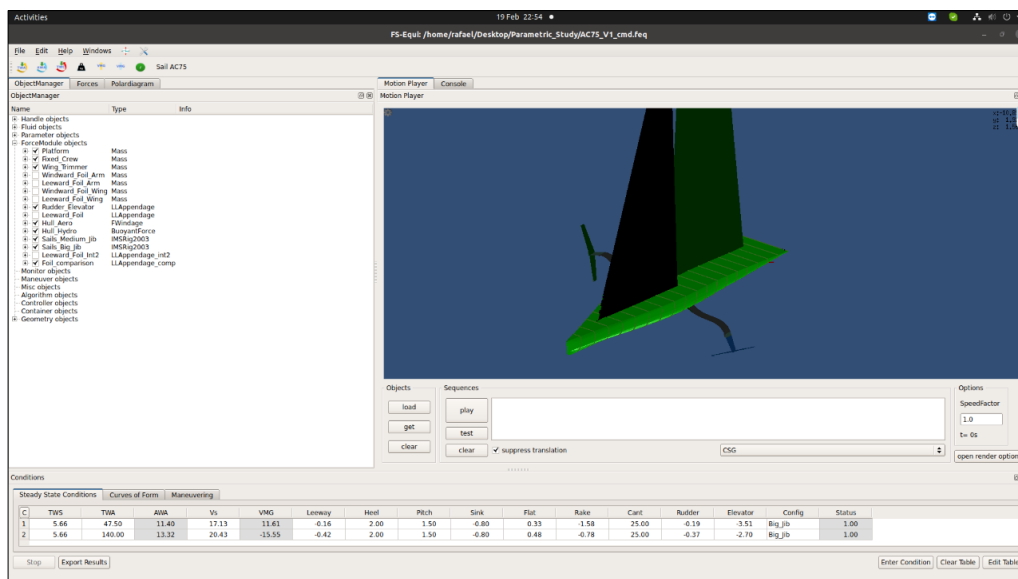 Activities 19 Feb 22:54
FS-Equi: /home/rafael/Desktop/Parametric_Study/AC75_V1_cmd.feq
File Edit Help Windows
Sail AC75
ObjectManager Forces Polardiagram
ObjectManager
Name Type Info
Handle objects
Fluid objects
Parameter objects
ForceModule objects
Platform Mass
Fixed_Crew Mass
Wing_Trimmer Mass
Windward_Foil_Arm Mass
Leeward_Foil_Arm Mass
Windward_Foil_Wing Mass
Leeward_Foil_Wing Mass
Rudder_Elevator LLAppendage
Leeward_Foil LLAppendage
Hull_Aero FWindage
Hull_Hydro BuoyantForce
Sails_Medium_Jib IMSRig2003
Sails_Big_Jib IMSRig2003
Leeward_Foil_Int2 LLAppendage_int2
Foil_comparison LLAppendage_comp
Monitor objects
Maneuver objects
Misc objects
Algorithm objects
Controller objects
Container objects
Geometry objects
Motion Player Console
Motion Player
Objects
load
get
clear
Sequences
play
test
clear
suppress translation
CSG
Options
SpeedFactor
1.0
t= 0s
open render option
Conditions
Steady State Conditions Curves of Form Maneuvering
C TWS TWA AWA Vs VMG Leeway Heel Pitch Sink Flat Rake Cant Rudder Elevator Config Status
1 5.66 47.50 11.40 17.13 11.61 -0.16 2.00 1.50 -0.80 0.33 -1.58 25.00 -0.19 -3.51 Big_Jib 1.00
2 5.66 140.00 13.32 20.43 -15.55 -0.42 2.00 1.50 -0.80 0.48 -0.78 25.00 -0.37 -2.70 Big_Jib 1.00
Stop Export Results Enter Condition Clear Table Edit Table